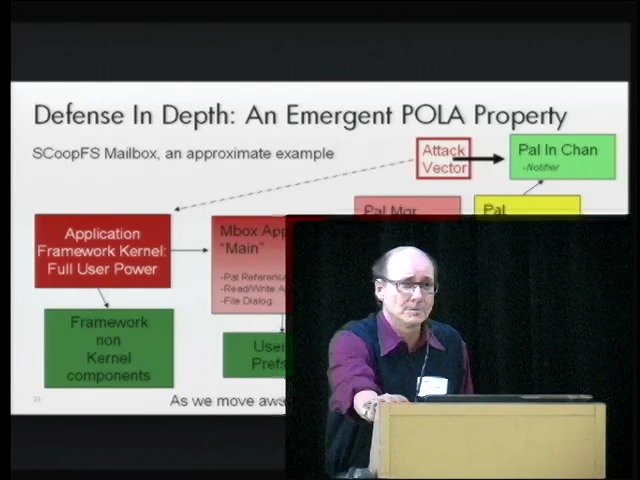 Defense In Depth: An Emergent POLA Property
SCoopFS Mailbox, an approximate example
Attack
Vector
Pal In Chan
-Notifier
Pal Mgr
Pal
Application
Framework Kernel:
Full User Power
Mbox App
"Main"
-Pal Reference
-Read/Write
-File Dialog:
Framework
non
Kernel
components
User
Prefs
23
As we move